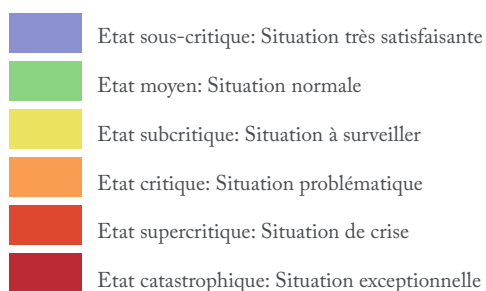 Etat sous-critique: Situation très satisfaisante
Etat moyen: Situation normale
Etat subcritique: Situation à surveiller
Etat critique: Situation problématique
Etat supercritique: Situation de crise
Etat catastrophique: Situation exceptionnelle